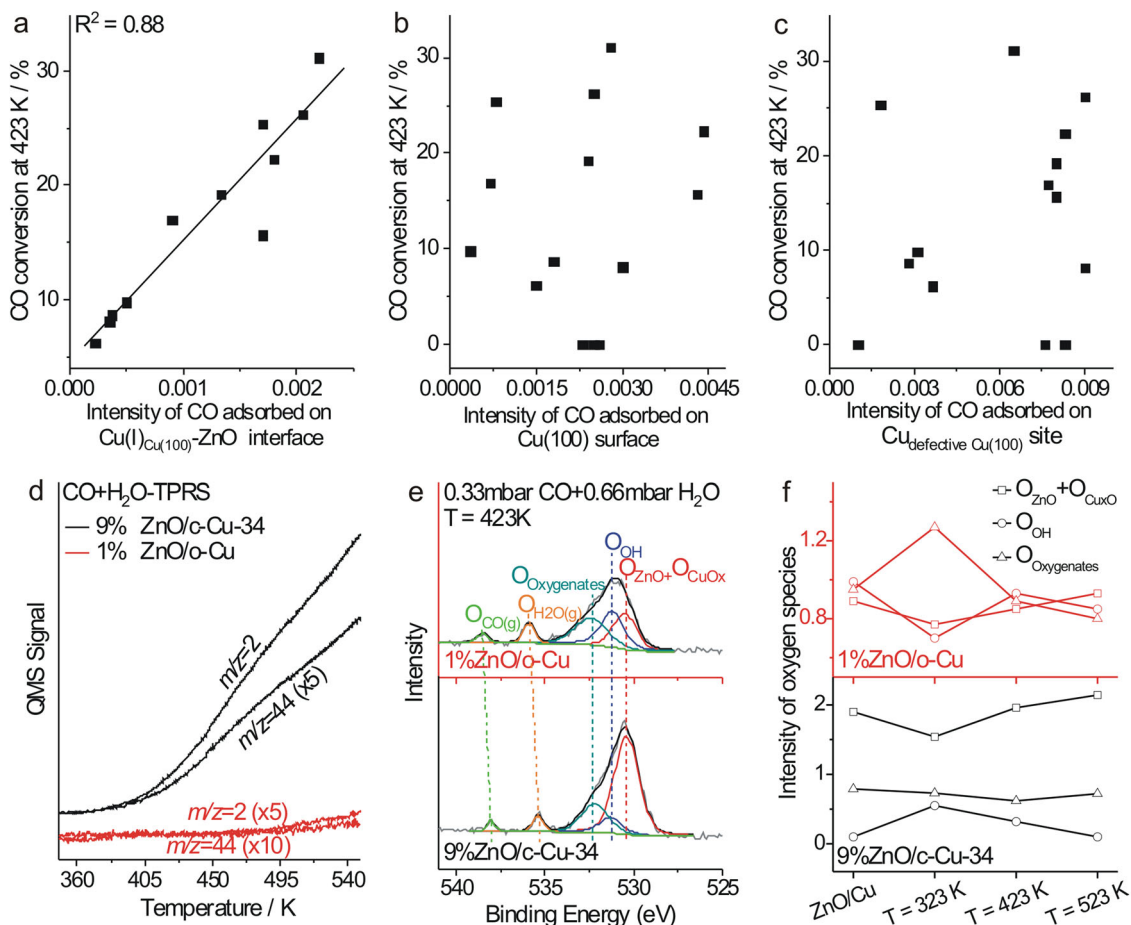 a
R² = 0.88
CO conversion at 423 K / %
30
20
10
0
0.000
0.001
0.002
Intensity of CO adsorbed on
Cu(I)Cu(100)-ZnO interface
b
CO conversion at 423 K / %
30
20
10
0
0.0000
0.0015
0.0030
0.0045
Intensity of CO adsorbed on
Cu(100) surface
c
CO conversion at 423 K / %
30
20
10
0
0.000
0.003
0.006
0.009
Intensity of CO adsorbed on
Cudefective Cu(100) site
d
CO+H2O-TPRS
9% ZnO/c-Cu-34
1% ZnO/o-Cu
QMS Signal
m/z=2
m/z=44 (x5)
m/z=2 (x5)
m/z=44 (x10)
360
405
450
495
540
Temperature / K
e
0.33mbar CO+0.66mbar H2O
T = 423K
OOH
OZnO+OCuOx
OOxygenates
OH2O(g)
OCO(g)
1%ZnO/o-Cu
Intensity
9%ZnO/c-Cu-34
540
535
530
525
Binding Energy (eV)
f
OZnO+OCuxO
OOH
OOxygenates
1.2
0.8
1%ZnO/o-Cu
Intensity of oxygen species
2
1
0
9%ZnO/c-Cu-34
ZnO/Cu
T = 323 K
T = 423 K
T = 523 K